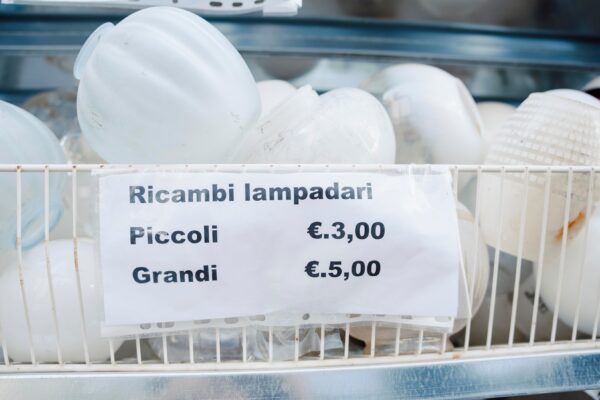 Ricambi lampadari
Piccoli €.3,00
Grandi €.5,00